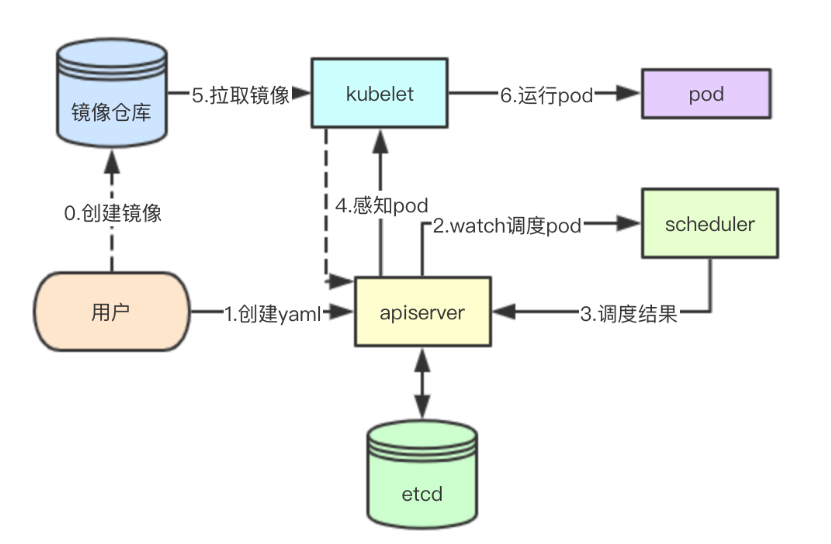 镜像仓库
5.拉取镜像
kubelet
6.运行pod
pod
0.创建镜像
4.感知pod
2.watch调度pod
scheduler
用户
1.创建yaml
apiserver
3.调度结果
etcd